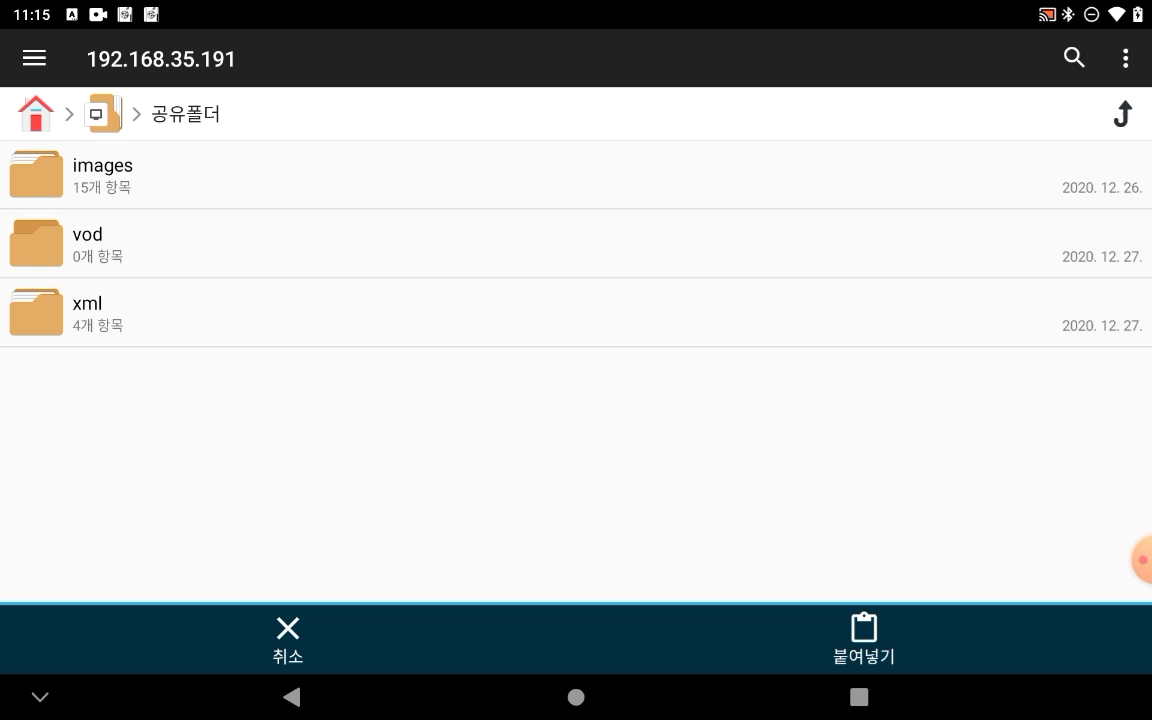 11:15
192.168.35.191
공유폴더
images
15개 항목
2020. 12. 26.
vod
0개 항목
2020. 12. 27.
xml
4개 항목
2020. 12. 27.
취소
붙여넣기